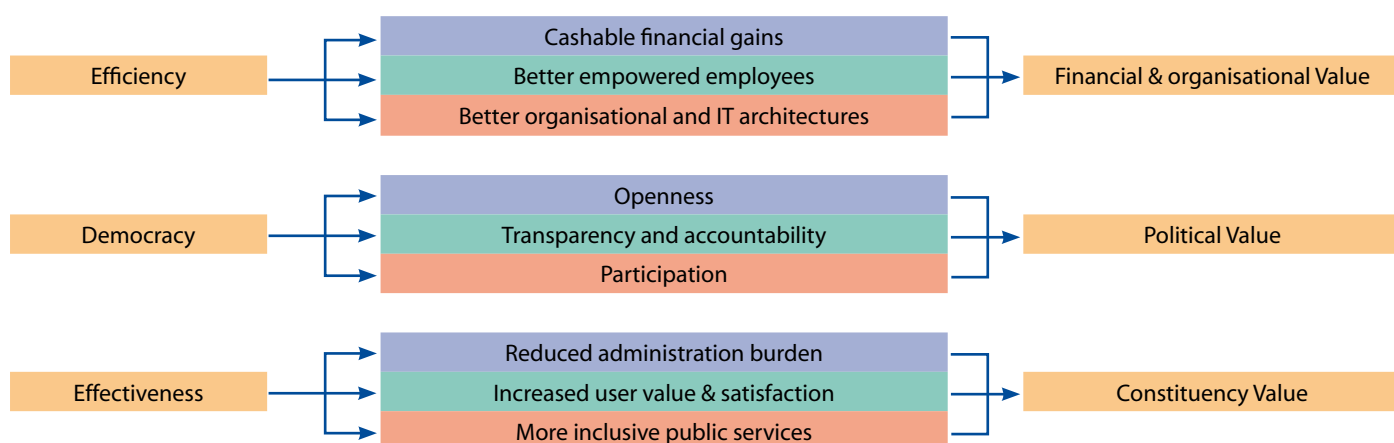 Efficiency
Cashable financial gains
Better empowered employees
Better organisational and IT architectures
Financial & organisational Value
Democracy
Openness
Transparency and accountability
Participation
Political Value
Effectiveness
Reduced administration burden
Increased user value & satisfaction
More inclusive public services
Constituency Value